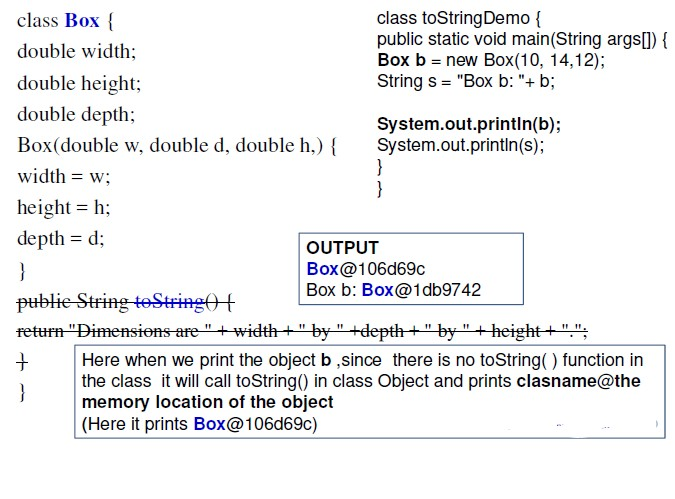 class Box {
double width;
double height;
double depth;
Box(double w, double d, double h,) {
width = w;
height = h;
depth = d;
}
public String toString() {
return "Dimensions are " + width + " by " +depth + " by " + height + ".";
}
}
class toStringDemo {
public static void main(String args[]) {
Box b = new Box(10, 14,12);
String s = "Box b: "+ b;
System.out.println(b);
System.out.println(s);
}
}
OUTPUT
Box@106d69c
Box b: Box@1db9742
Here when we print the object b ,since there is no toString( ) function in
the class it will call toString() in class Object and prints clasname@the
memory location of the object
(Here it prints Box@106d69c)